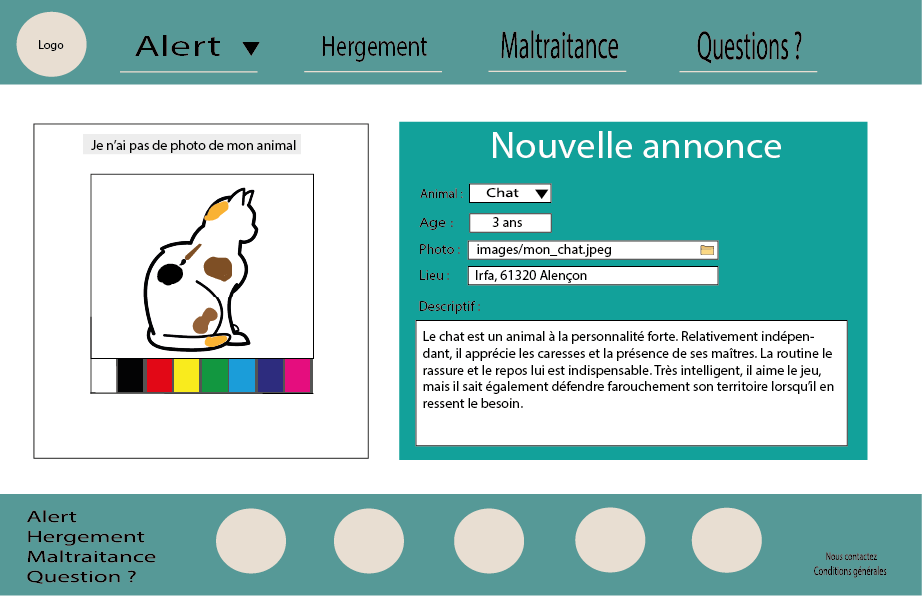 Logo
Alert
Hergement
Maltraitance
Questions ?
Je n'ai pas de photo de mon animal
Nouvelle annonce
Animal : Chat
Age : 3 ans
Photo : images/mon_chat.jpeg
Lieu : Irfa, 61320 Alençon
Descriptif :
Le chat est un animal à la personnalité forte. Relativement indépen-
dant, il apprécie les caresses et la présence de ses maîtres. La routine le
rassure et le repos lui est indispensable. Très intelligent, il aime le jeu,
mais il sait également défendre farouchement son territoire lorsqu'il en
ressent le besoin.
Alert
Hergement
Maltraitance
Question ?
Nous contactez
Conditions générales